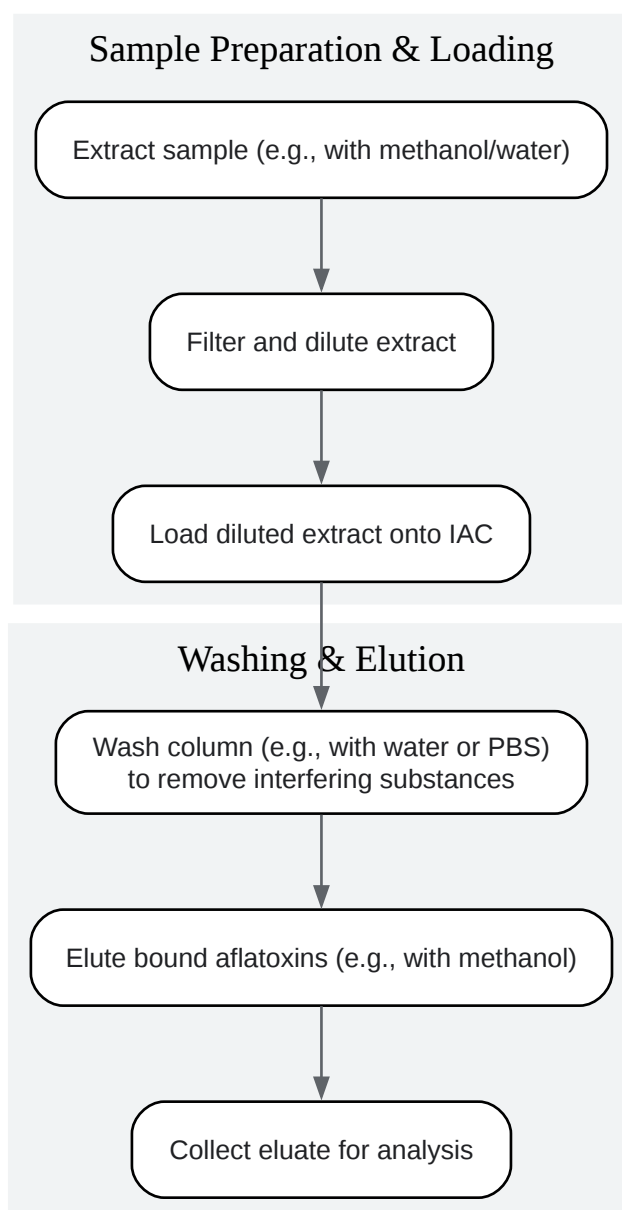 Sample Preparation & Loading
Extract sample (e.g., with methanol/water)
Filter and dilute extract
Load diluted extract onto IAC
Washing & Elution
Wash column (e.g., with water or PBS)
to remove interfering substances
Elute bound aflatoxins (e.g., with methanol)
Collect eluate for analysis